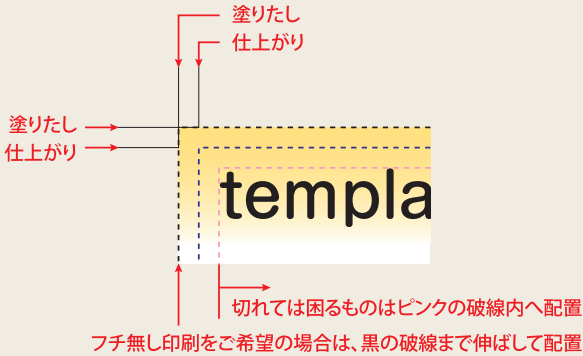 塗りたし
仕上がり
塗りたし
仕上がり
templa
切れては困るものはピンクの破線内へ配置
フチ無し印刷をご希望の場合は、黒の破線まで伸ばして配置